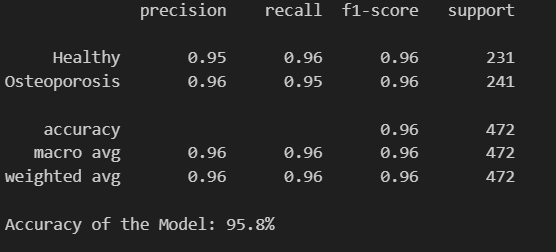 precision recall f1-score support
Healthy 0.95 0.96 0.96 231
Osteoporosis 0.96 0.95 0.96 241
accuracy 0.96 472
macro avg 0.96 0.96 0.96 472
weighted avg 0.96 0.96 0.96 472
Accuracy of the Model: 95.8%